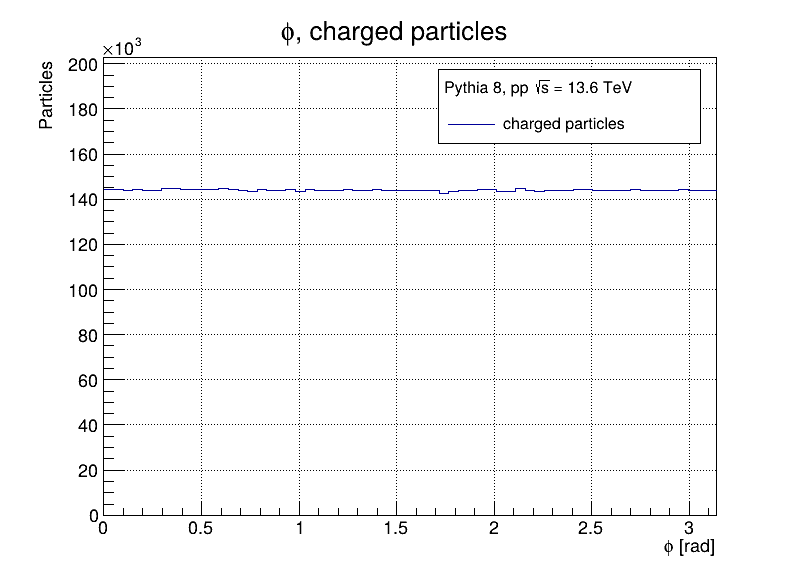 ϕ, charged particles
×10³
Particles
200
180
160
140
120
100
80
60
40
20
0
Pythia 8, pp √s = 13.6 TeV
charged particles
0 0.5 1 1.5 2 2.5 3
ϕ [rad]